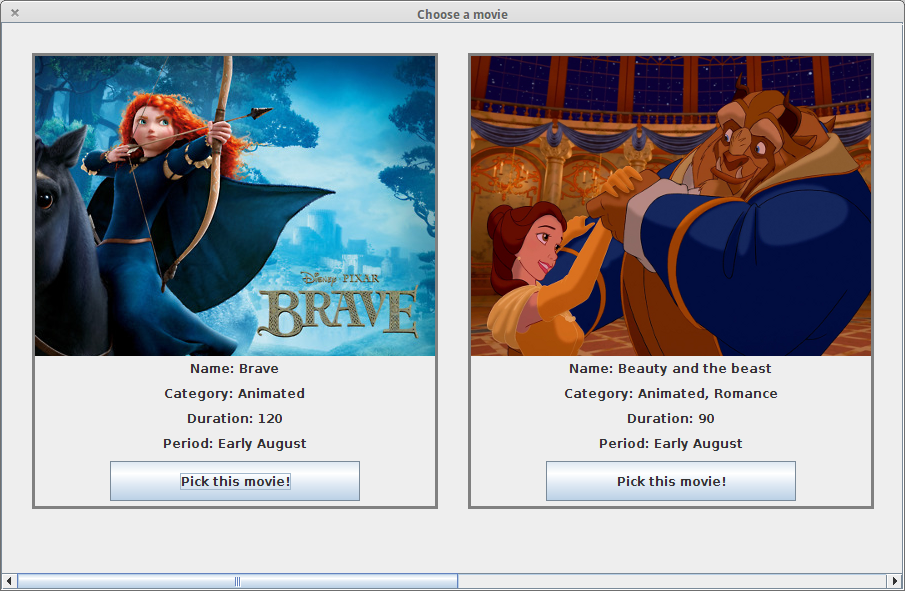 Choose a movie
Disney · PIXAR
BRAVE
Name: Brave
Category: Animated
Duration: 120
Period: Early August
Pick this movie!
Name: Beauty and the beast
Category: Animated, Romance
Duration: 90
Period: Early August
Pick this movie!